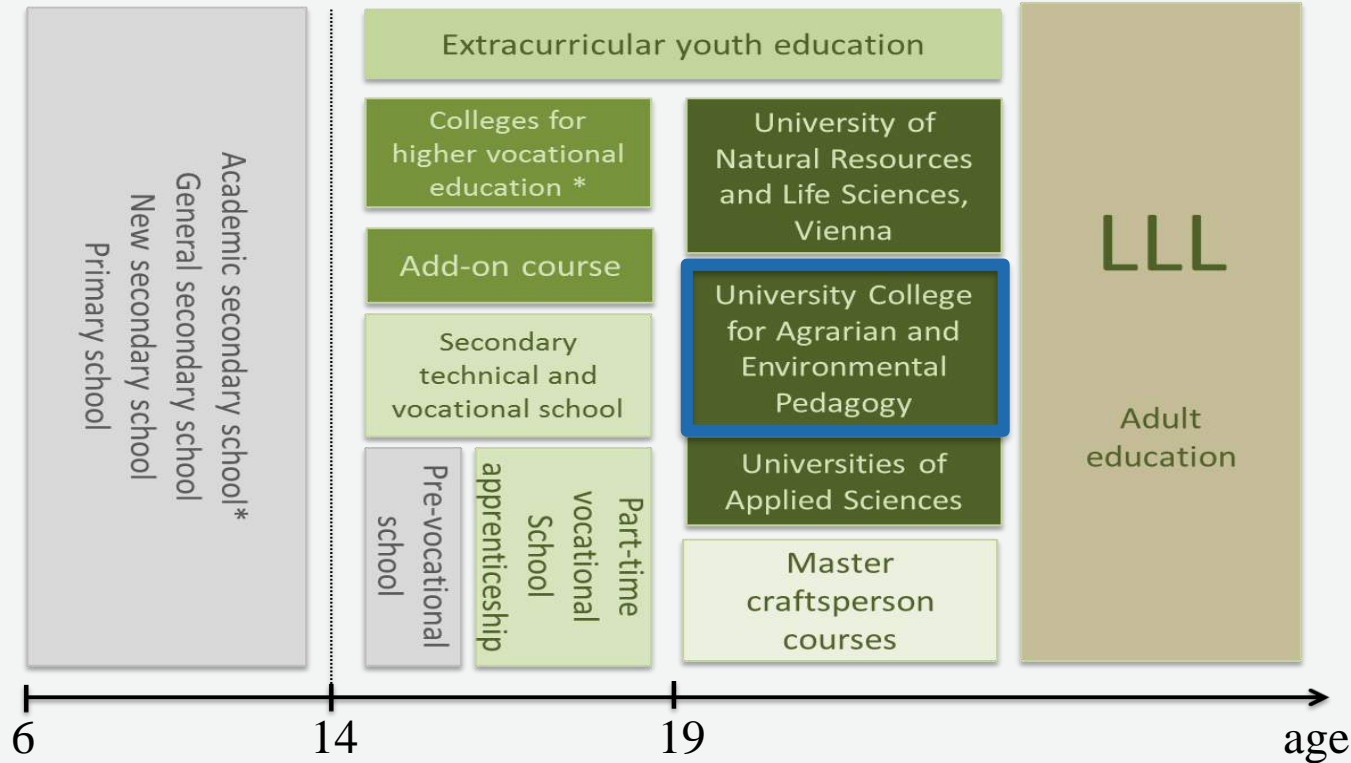 Academic secondary school*
General secondary school
New secondary school
Primary school
Extracurricular youth education
Colleges for
higher vocational
education *
Add-on course
Secondary
technical and
vocational school
Pre-vocational
school
Part-time
vocational
School
apprenticeship
University of
Natural Resources
and Life Sciences,
Vienna
University College
for Agrarian and
Environmental
Pedagogy
Universities of
Applied Sciences
Master
craftsperson
courses
LLL
Adult
education
6
14
19
age